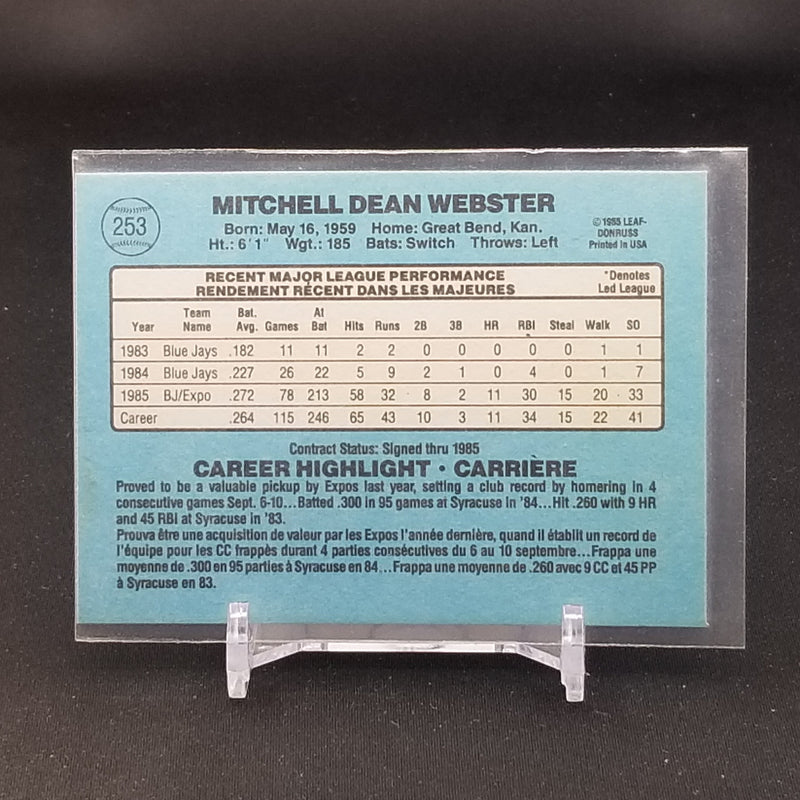 253
MITCHELL DEAN WEBSTER
Born: May 16, 1959 Home: Great Bend, Kan.
Ht.: 6'1" Wgt.: 185 Bats: Switch Throws: Left
© 1985 LEAF-
DONRUSS
Printed in USA
RECENT MAJOR LEAGUE PERFORMANCE
RENDEMENT RÉCENT DANS LES MAJEURES
*Denotes
Led League
Year Team Name Bat. Avg. Games At Bat Hits Runs 2B 3B HR RBI Steal Walk SO
1983 Blue Jays .182 11 11 2 2 0 0 0 0 0 1 1
1984 Blue Jays .227 26 22 5 9 2 1 0 4 0 1 7
1985 BJ/Expo .272 78 213 58 32 8 2 11 30 15 20 33
Career .264 115 246 65 43 10 3 11 34 15 22 41
Contract Status: Signed thru 1985
CAREER HIGHLIGHT • CARRIÈRE
Proved to be a valuable pickup by Expos last year, setting a club record by homering in 4
consecutive games Sept. 6-10...Batted .300 in 95 games at Syracuse in '84...Hit .260 with 9 HR
and 45 RBI at Syracuse in '83.
Prouva être une acquisition de valeur par les Expos l'année dernière, quand il établit un record de
l'équipe pour les CC frappés durant 4 parties consécutives du 6 au 10 septembre...Frappa une
moyenne de .300 en 95 parties à Syracuse en 84...Frappa une moyenne de .260 avec 9 CC et 45 PP
à Syracuse en 83.